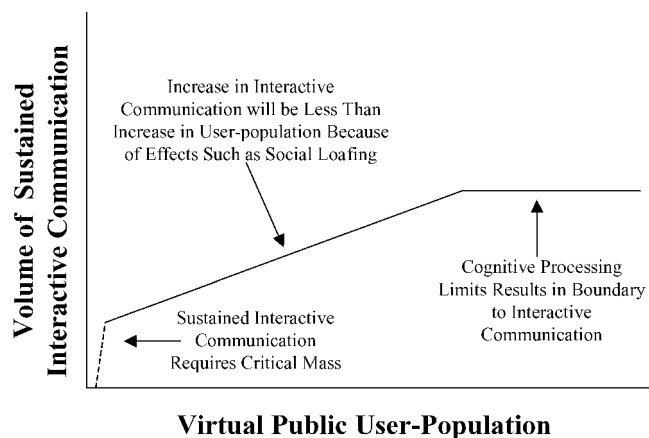 Volume of Sustained
Interactive Communication
Increase in Interactive
Communication will be Less Than
Increase in User-population Because
of Effects Such as Social Loafing
Cognitive Processing
Limits Results in Boundary
to Interactive
Communication
Sustained Interactive
Communication
Requires Critical Mass
Virtual Public User-Population